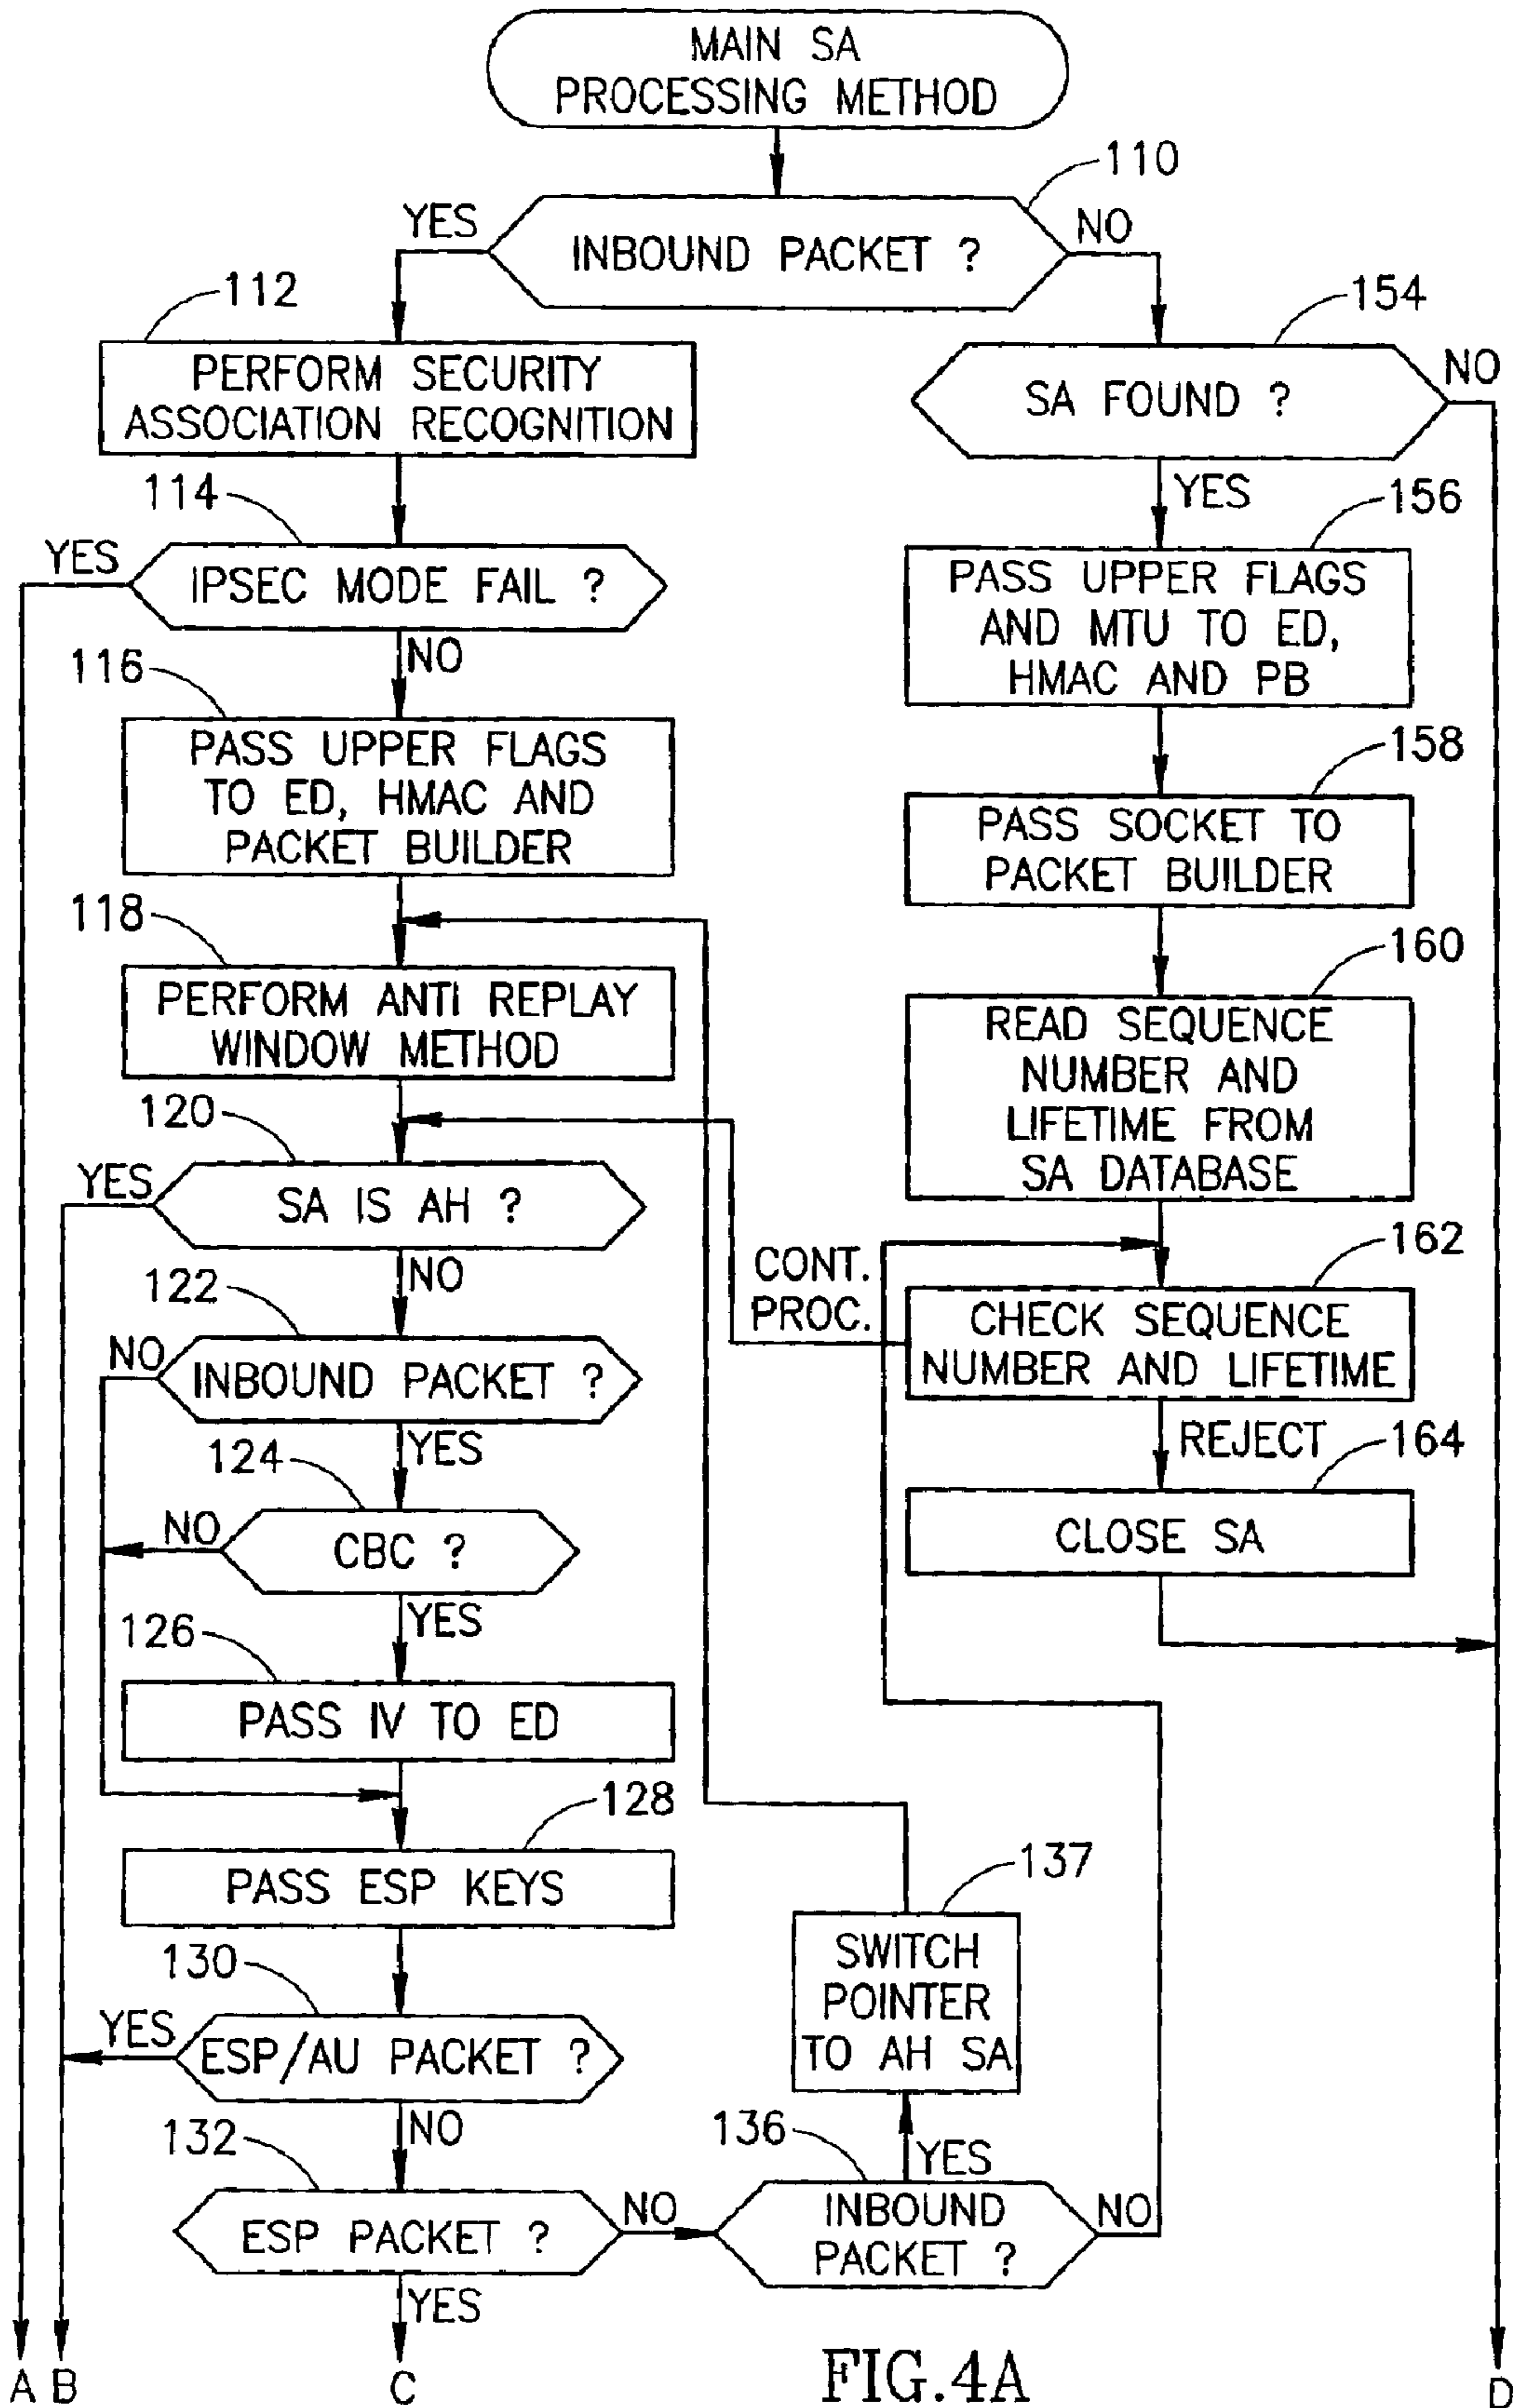 MAIN SA
PROCESSING METHOD
110
YES
INBOUND PACKET ?
NO
112
PERFORM SECURITY
ASSOCIATION RECOGNITION
154
SA FOUND ?
NO
YES
114
YES
IPSEC MODE FAIL ?
NO
156
PASS UPPER FLAGS
AND MTU TO ED,
HMAC AND PB
116
PASS UPPER FLAGS
TO ED, HMAC AND
PACKET BUILDER
158
PASS SOCKET TO
PACKET BUILDER
118
PERFORM ANTI REPLAY
WINDOW METHOD
160
READ SEQUENCE
NUMBER AND
LIFETIME FROM
SA DATABASE
120
YES
SA IS AH ?
NO
CONT.
PROC.
162
CHECK SEQUENCE
NUMBER AND LIFETIME
REJECT
122
NO
INBOUND PACKET ?
YES
164
CLOSE SA
124
NO
CBC ?
YES
126
PASS IV TO ED
128
PASS ESP KEYS
137
SWITCH
POINTER
TO AH SA
130
YES
ESP/AU PACKET ?
NO
132
ESP PACKET ?
NO
YES
136
YES
INBOUND
PACKET ?
NO
A
B
C
FIG.4A
D